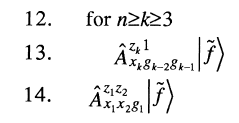 12. for n≥k≥3
13. Â^{z_k 1}_{x_k g_{k-2} g_{k-1}} |f̃⟩
14. Â^{z_1 z_2}_{x_1 x_2 g_1} |f̃⟩